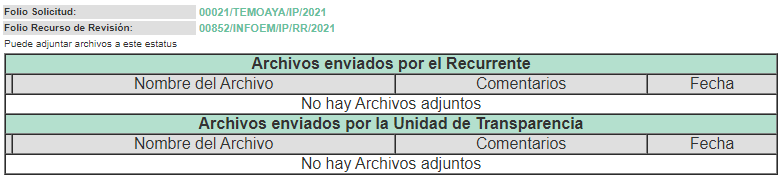 Folio Solicitud: 00021/TEMOAYA/IP/2021
Folio Recurso de Revisión: 00852/INFOEM/IP/RR/2021
Puede adjuntar archivos a este estatus
Archivos enviados por el Recurrente
Nombre del Archivo Comentarios Fecha
No hay Archivos adjuntos
Archivos enviados por la Unidad de Transparencia
Nombre del Archivo Comentarios Fecha
No hay Archivos adjuntos